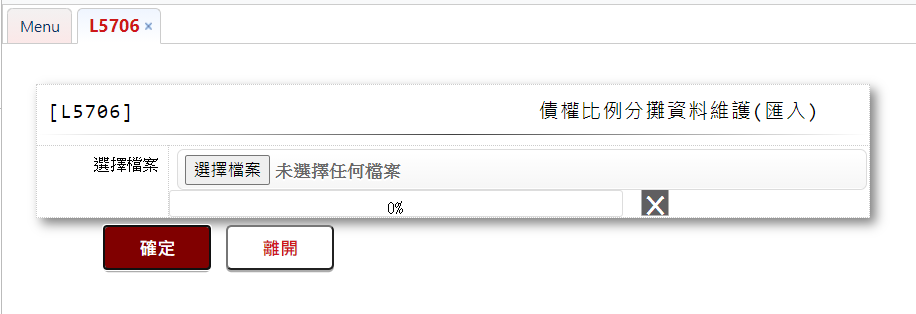 Menu L5706 ×
[L5706] 債權比例分攤資料維護(匯入)
選擇檔案 選擇檔案 未選擇任何檔案
0% X
確定 離開